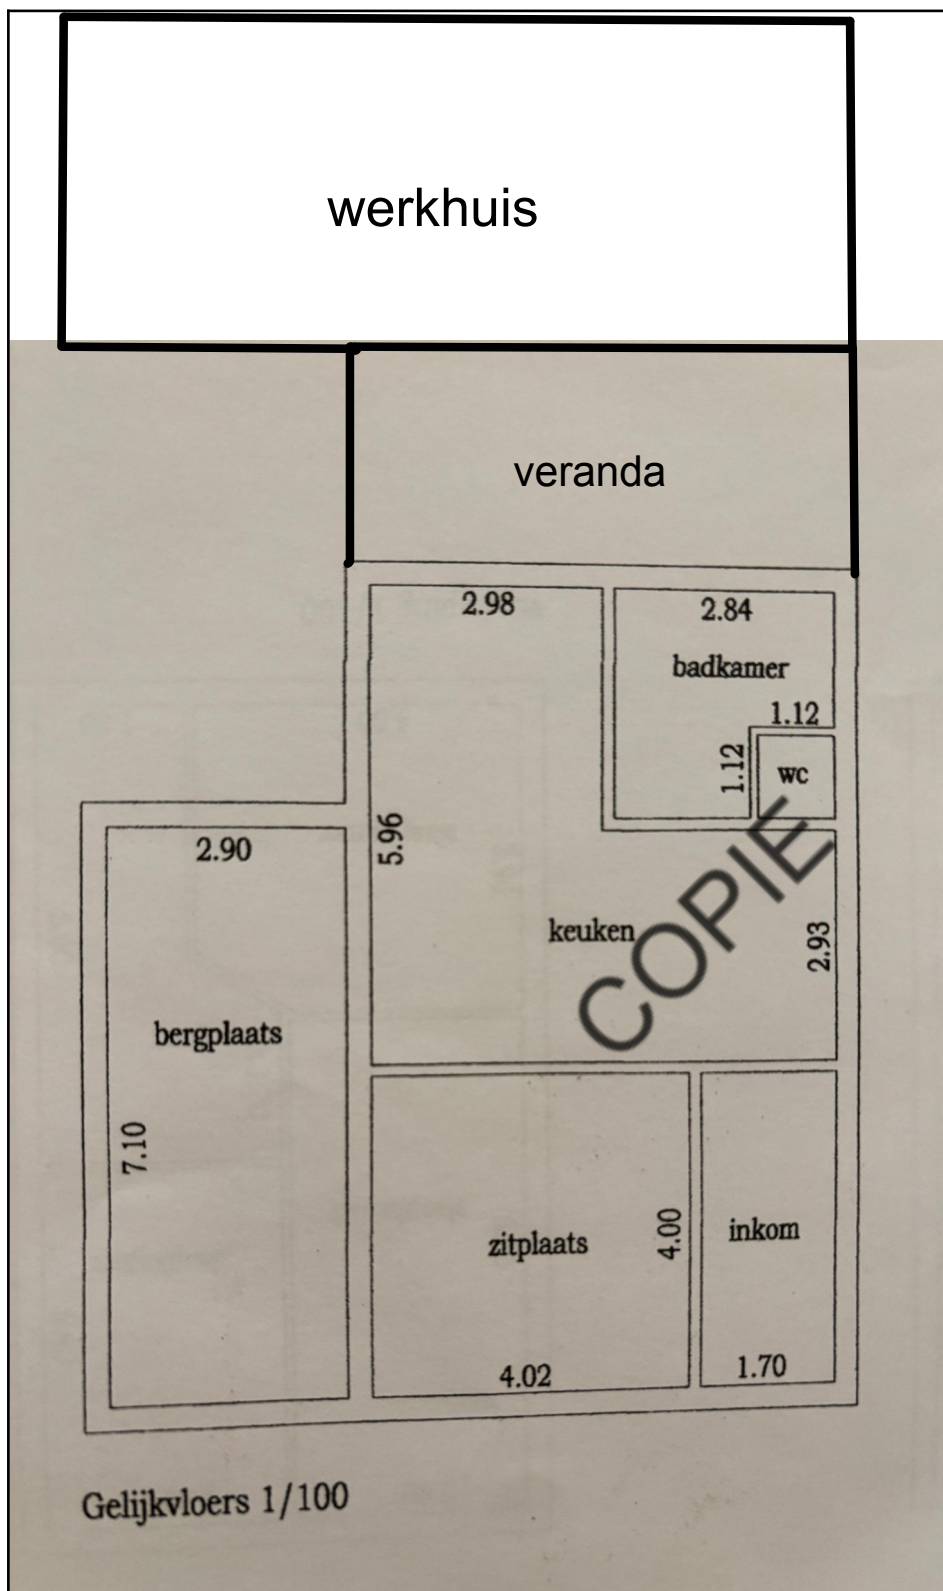 werkhuis
veranda
2.98
2.84
badkamer
1.12
1.12
wc
2.90
5.96
keuken
2.93
COPIE
bergplaats
7.10
zitplaats
4.00
inkom
4.02
1.70
Gelijkvloers 1/100